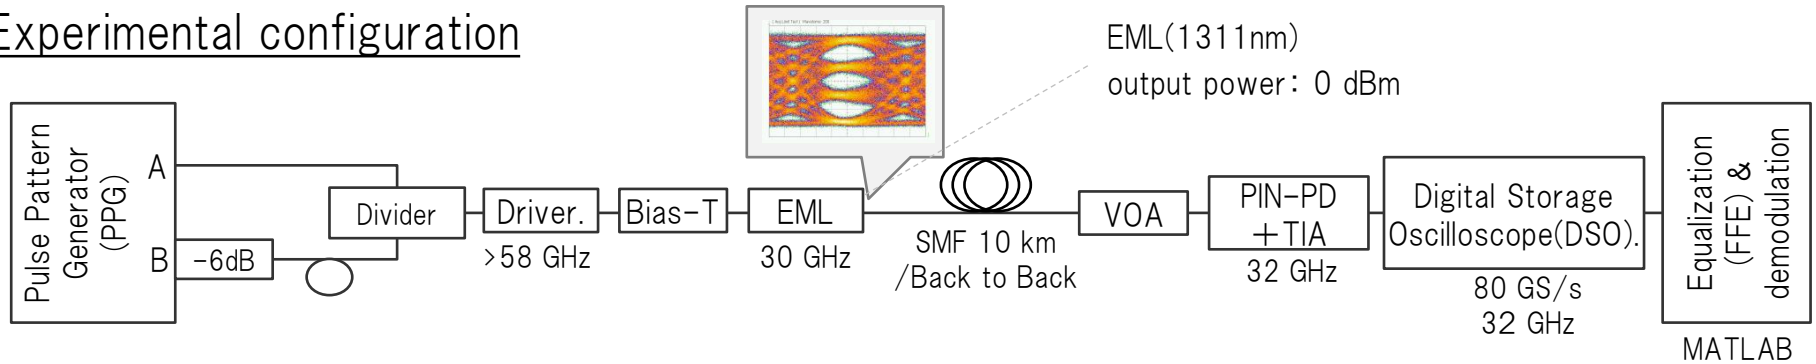 Experimental configuration
EML(1311nm)
output power: 0 dBm
Pulse Pattern
Generator
(PPG)
A
B
-6dB
Divider
Driver.
>58 GHz
Bias-T
EML
30 GHz
SMF 10 km
/Back to Back
VOA
PIN-PD
+TIA
32 GHz
Digital Storage
Oscilloscope(DSO).
80 GS/s
32 GHz
Equalization
(FFE) &
demodulation
MATLAB